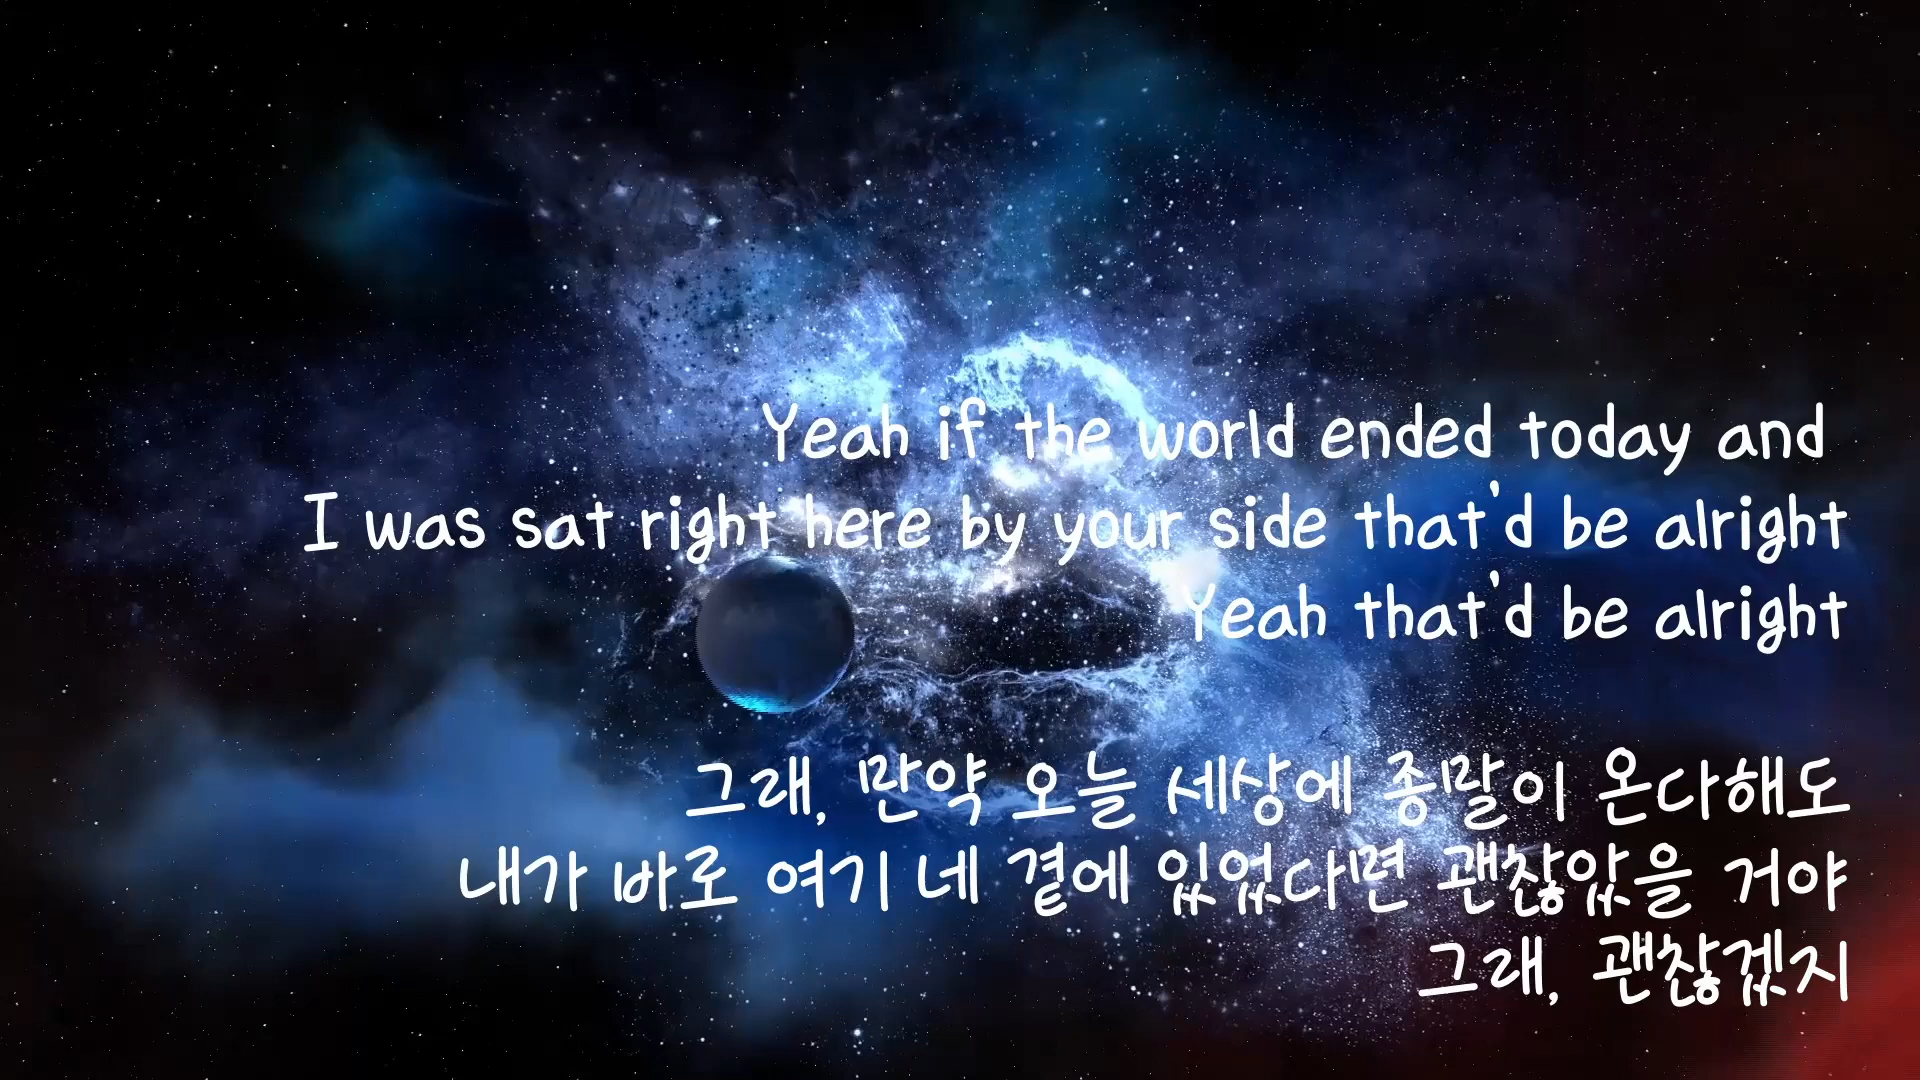 Yeah if the world ended today and
I was sat right here by your side that'd be alright
Yeah that'd be alright
그래, 만약 오늘 세상에 종말이 온다해도
내가 바로 여기 네 곁에 있었다면 괜찮았을 거야
그래, 괜찮겠지